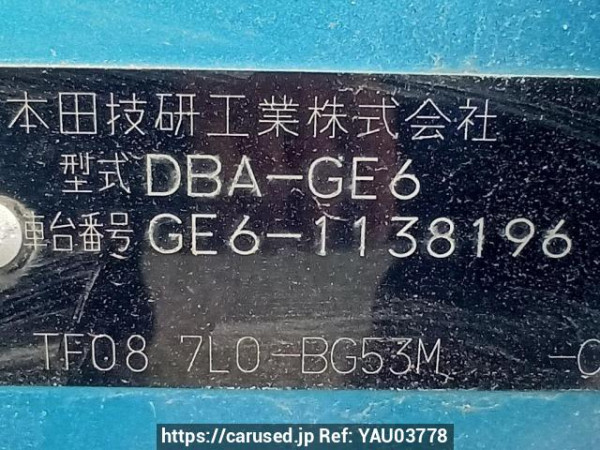 本田技研工業株式会社
型式 DBA-GE6
車台番号 GE6-1138196
TF08 7L0-BG53M -
https://carused.jp Ref: YAU03778